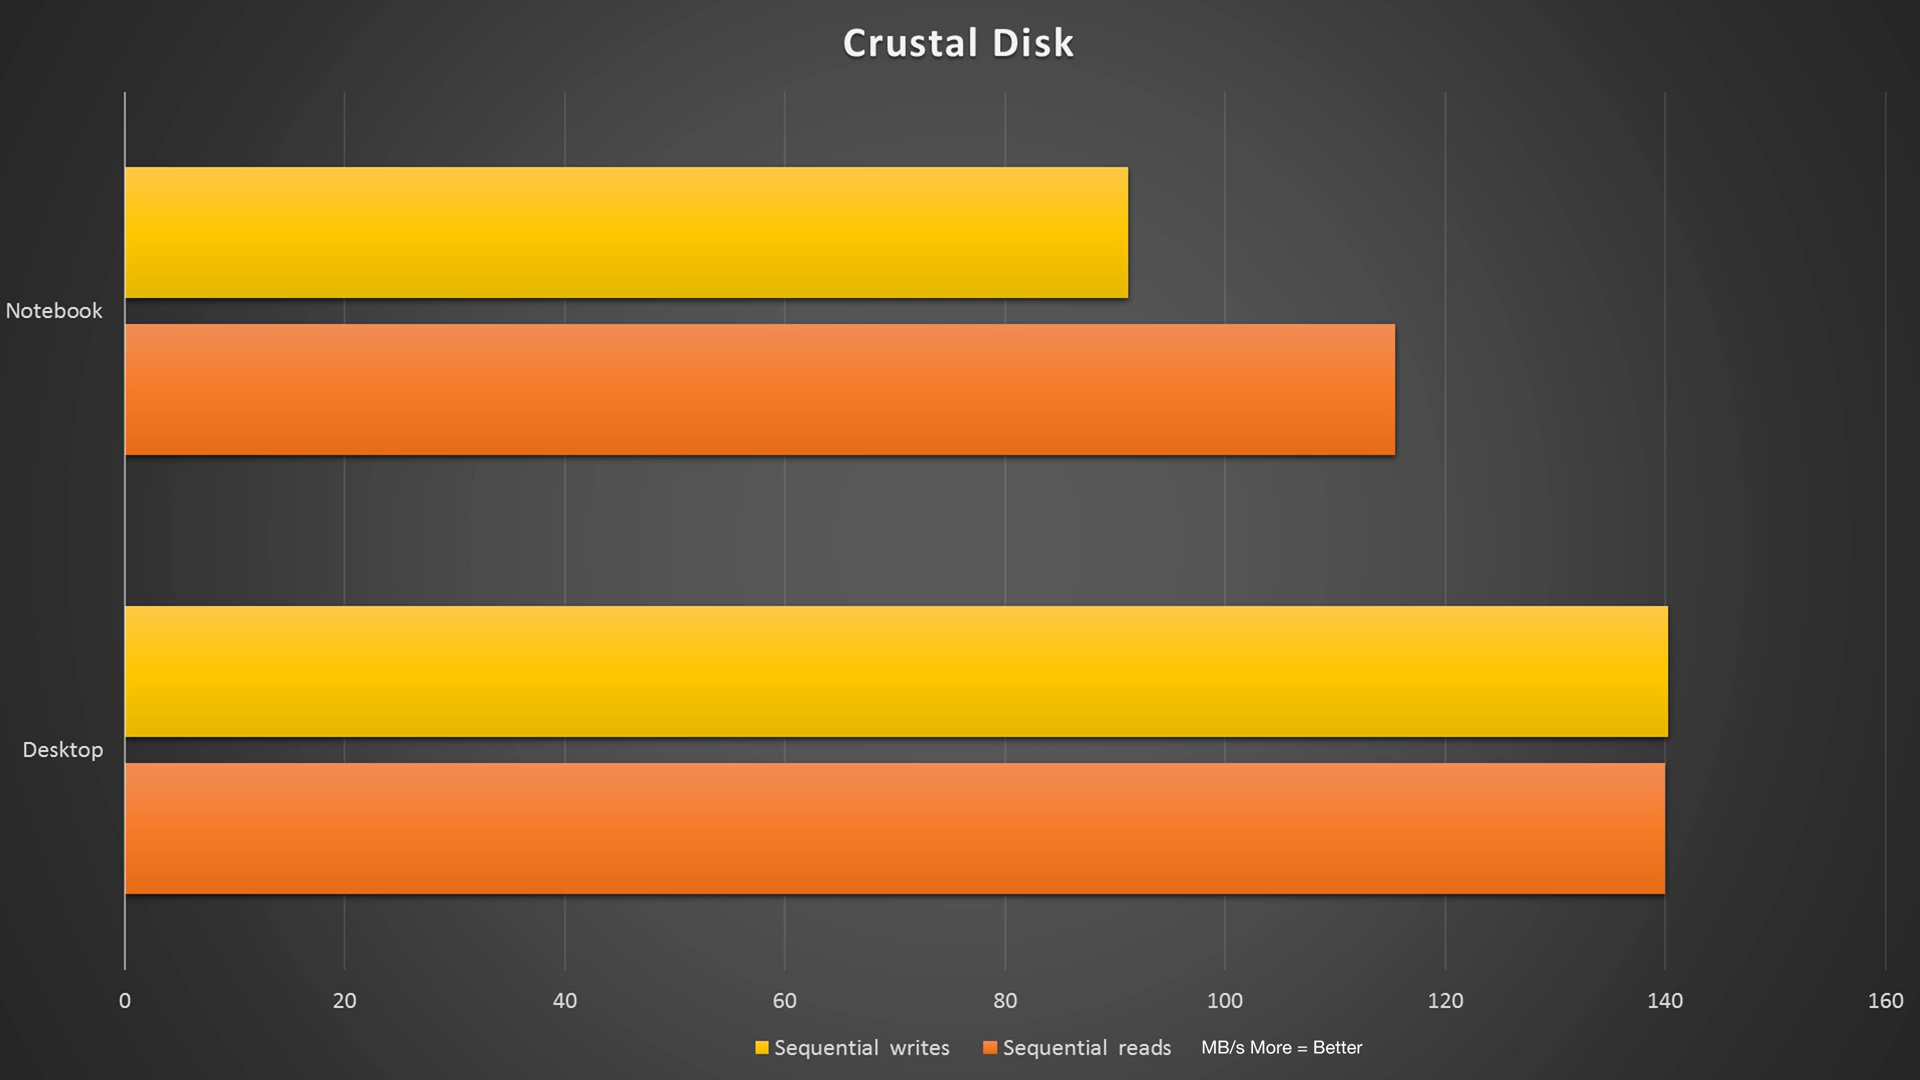 Crustal Disk
Notebook
Desktop
0 20 40 60 80 100 120 140 160
Sequential writes Sequential reads MB/s More = Better